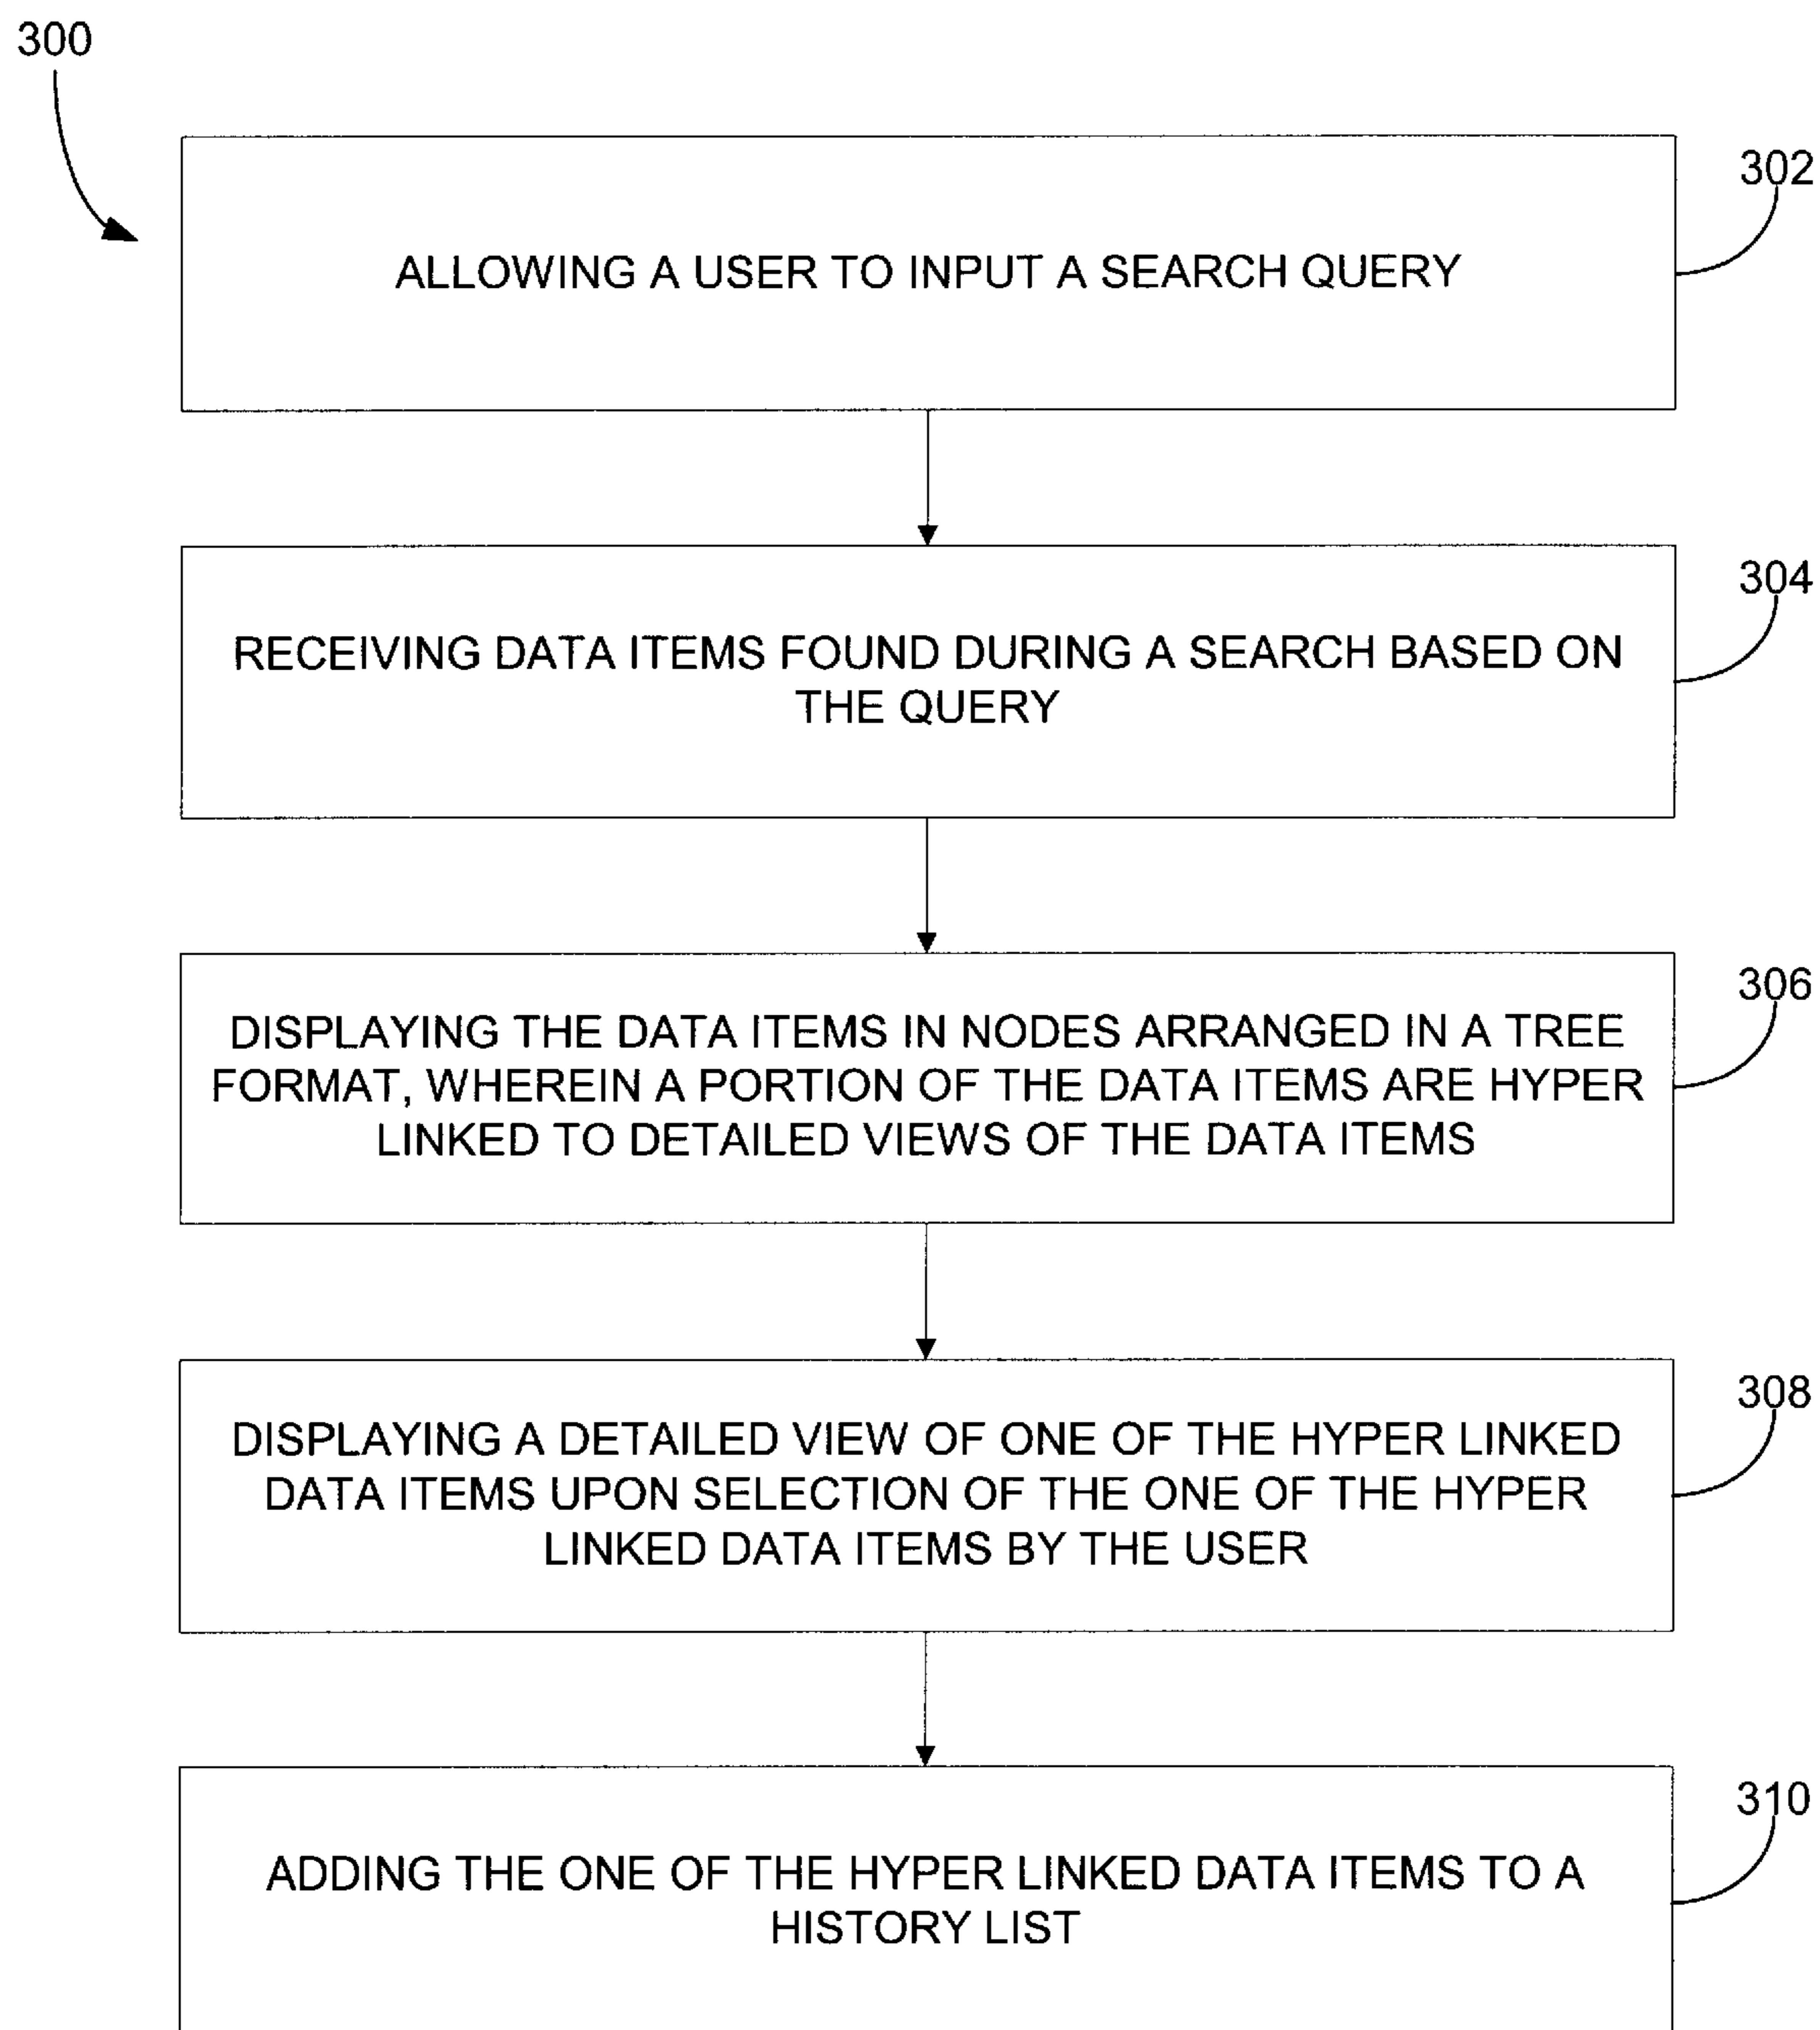 300
302
ALLOWING A USER TO INPUT A SEARCH QUERY
304
RECEIVING DATA ITEMS FOUND DURING A SEARCH BASED ON
THE QUERY
306
DISPLAYING THE DATA ITEMS IN NODES ARRANGED IN A TREE
FORMAT, WHEREIN A PORTION OF THE DATA ITEMS ARE HYPER
LINKED TO DETAILED VIEWS OF THE DATA ITEMS
308
DISPLAYING A DETAILED VIEW OF ONE OF THE HYPER LINKED
DATA ITEMS UPON SELECTION OF THE ONE OF THE HYPER
LINKED DATA ITEMS BY THE USER
310
ADDING THE ONE OF THE HYPER LINKED DATA ITEMS TO A
HISTORY LIST